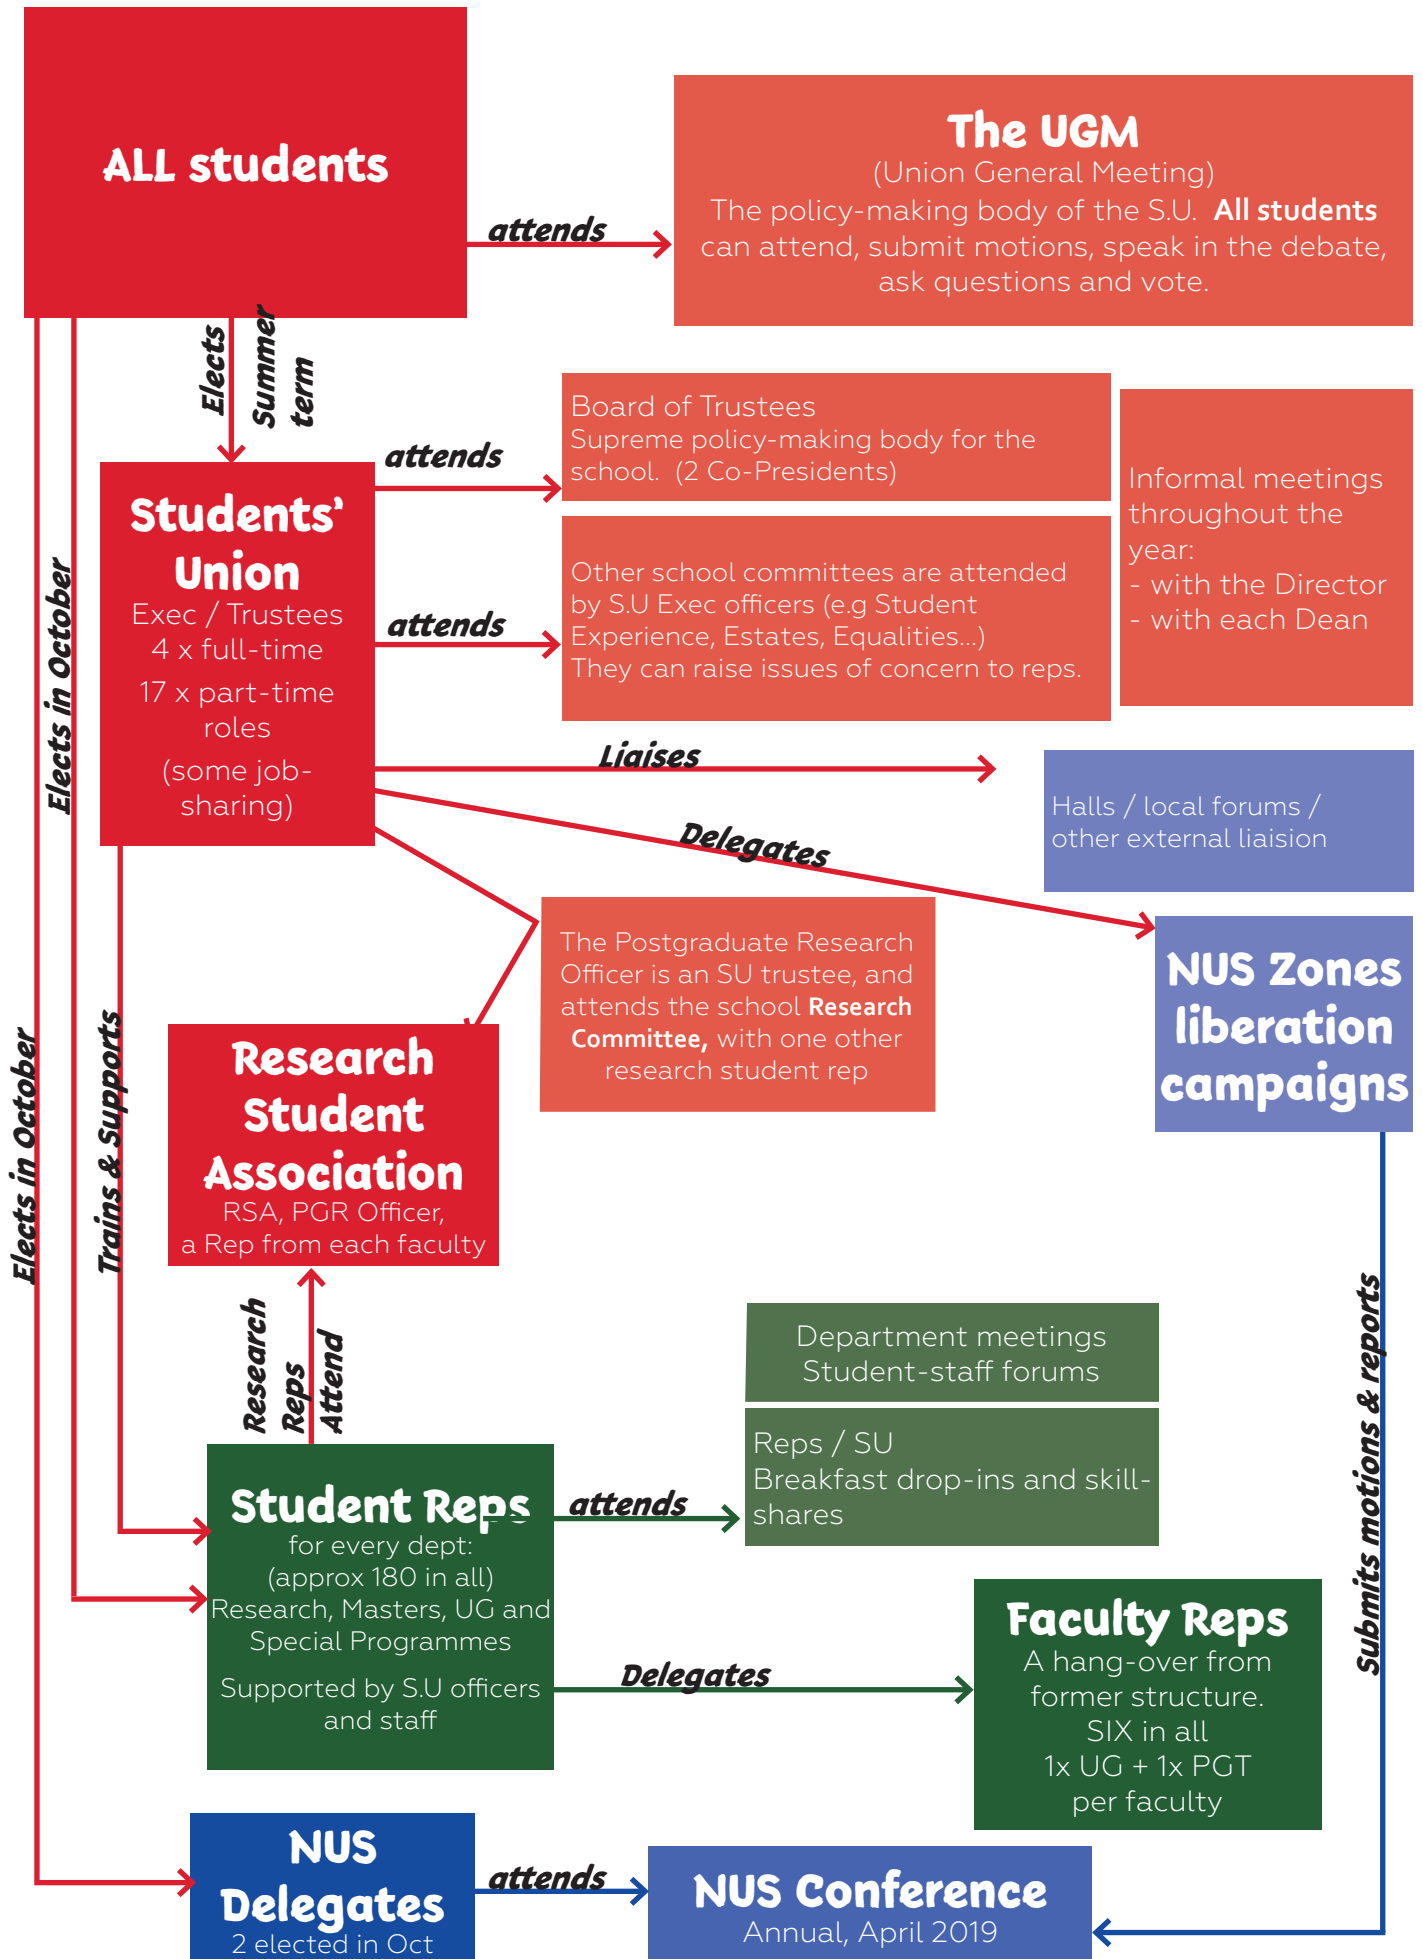 ALL students
attends
The UGM
(Union General Meeting)
The policy-making body of the S.U.  All students
can attend, submit motions, speak in the debate,
ask questions and vote.
Elects
Summer
term
attends
Board of Trustees
Supreme policy-making body for the
school.  (2 Co-Presidents)
Informal meetings
throughout the
year:
- with the Director
- with each Dean
Students'
Union
Exec / Trustees
4 x full-time
17 x part-time
roles
(some job-
sharing)
attends
Other school committees are attended
by S.U Exec officers (e.g Student
Experience, Estates, Equalities...)
They can raise issues of concern to reps.
Elects in October
Liaises
Halls / local forums /
other external liaision
Delegates
The Postgraduate Research
Officer is an SU trustee, and
attends the school Research
Committee, with one other
research student rep
NUS Zones
liberation
campaigns
Elects in October
Trains & Supports
Research
Student
Association
RSA, PGR Officer,
a Rep from each faculty
Research
Reps
Attend
Department meetings
Student-staff forums
Reps / SU
Breakfast drop-ins and skill-
shares
Submits motions & reports
Student Reps
for every dept:
(approx 180 in all)
Research, Masters, UG and
Special Programmes
Supported by S.U officers
and staff
attends
Delegates
Faculty Reps
A hang-over from
former structure.
SIX in all
1x UG + 1x PGT
per faculty
NUS
Delegates
2 elected in Oct
attends
NUS Conference
Annual, April 2019